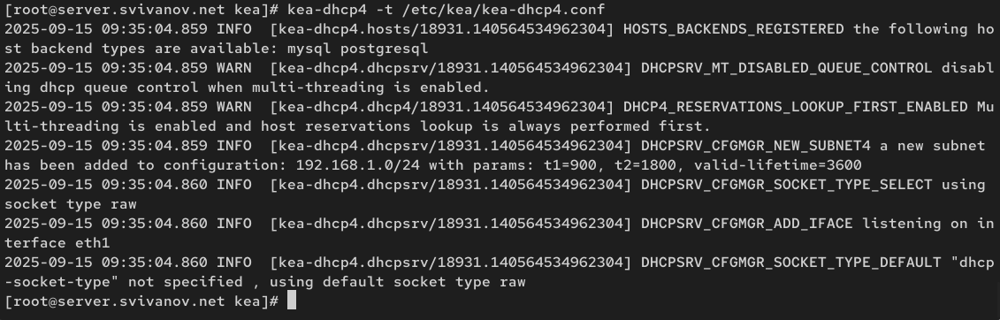 [root@server.svivanov.net kea]# kea-dhcp4 -t /etc/kea/kea-dhcp4.conf
2025-09-15 09:35:04.859 INFO  [kea-dhcp4.hosts/18931.140564534962304] HOSTS_BACKENDS_REGISTERED the following ho
st backend types are available: mysql postgresql
2025-09-15 09:35:04.859 WARN  [kea-dhcp4.dhcpsrv/18931.140564534962304] DHCPSRV_MT_DISABLED_QUEUE_CONTROL disabl
ing dhcp queue control when multi-threading is enabled.
2025-09-15 09:35:04.859 WARN  [kea-dhcp4.dhcp4/18931.140564534962304] DHCP4_RESERVATIONS_LOOKUP_FIRST_ENABLED Mu
lti-threading is enabled and host reservations lookup is always performed first.
2025-09-15 09:35:04.859 INFO  [kea-dhcp4.dhcpsrv/18931.140564534962304] DHCPSRV_CFGMGR_NEW_SUBNET4 a new subnet
has been added to configuration: 192.168.1.0/24 with params: t1=900, t2=1800, valid-lifetime=3600
2025-09-15 09:35:04.860 INFO  [kea-dhcp4.dhcpsrv/18931.140564534962304] DHCPSRV_CFGMGR_SOCKET_TYPE_SELECT using
socket type raw
2025-09-15 09:35:04.860 INFO  [kea-dhcp4.dhcpsrv/18931.140564534962304] DHCPSRV_CFGMGR_ADD_IFACE listening on in
terface eth1
2025-09-15 09:35:04.860 INFO  [kea-dhcp4.dhcpsrv/18931.140564534962304] DHCPSRV_CFGMGR_SOCKET_TYPE_DEFAULT "dhcp
-socket-type" not specified , using default socket type raw
[root@server.svivanov.net kea]#